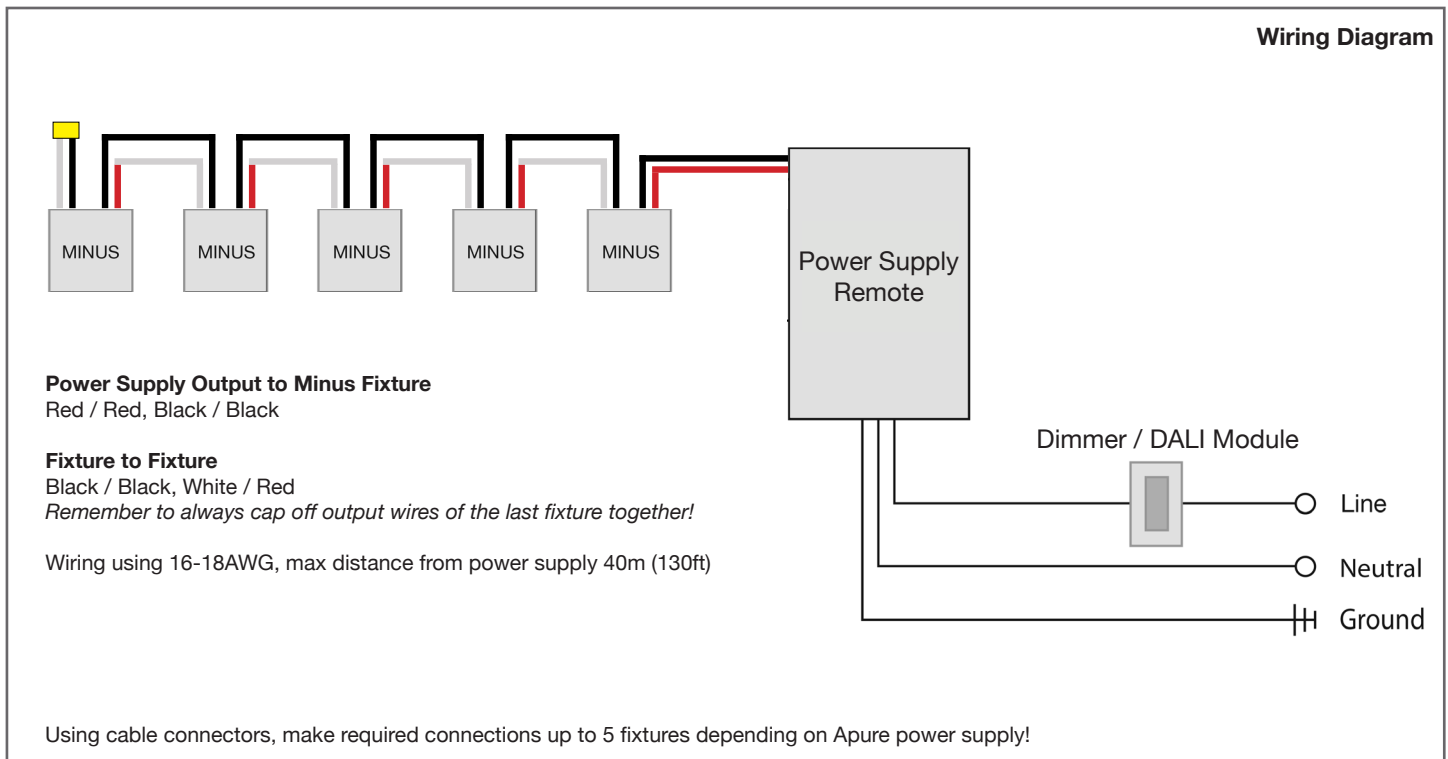 Wiring Diagram
MINUS
MINUS
MINUS
MINUS
MINUS
Power Supply
Remote
Power Supply Output to Minus Fixture
Red / Red, Black / Black
Fixture to Fixture
Black / Black, White / Red
Remember to always cap off output wires of the last fixture together!
Wiring using 16-18AWG, max distance from power supply 40m (130ft)
Dimmer / DALI Module
Line
Neutral
Ground
Using cable connectors, make required connections up to 5 fixtures depending on Apure power supply!